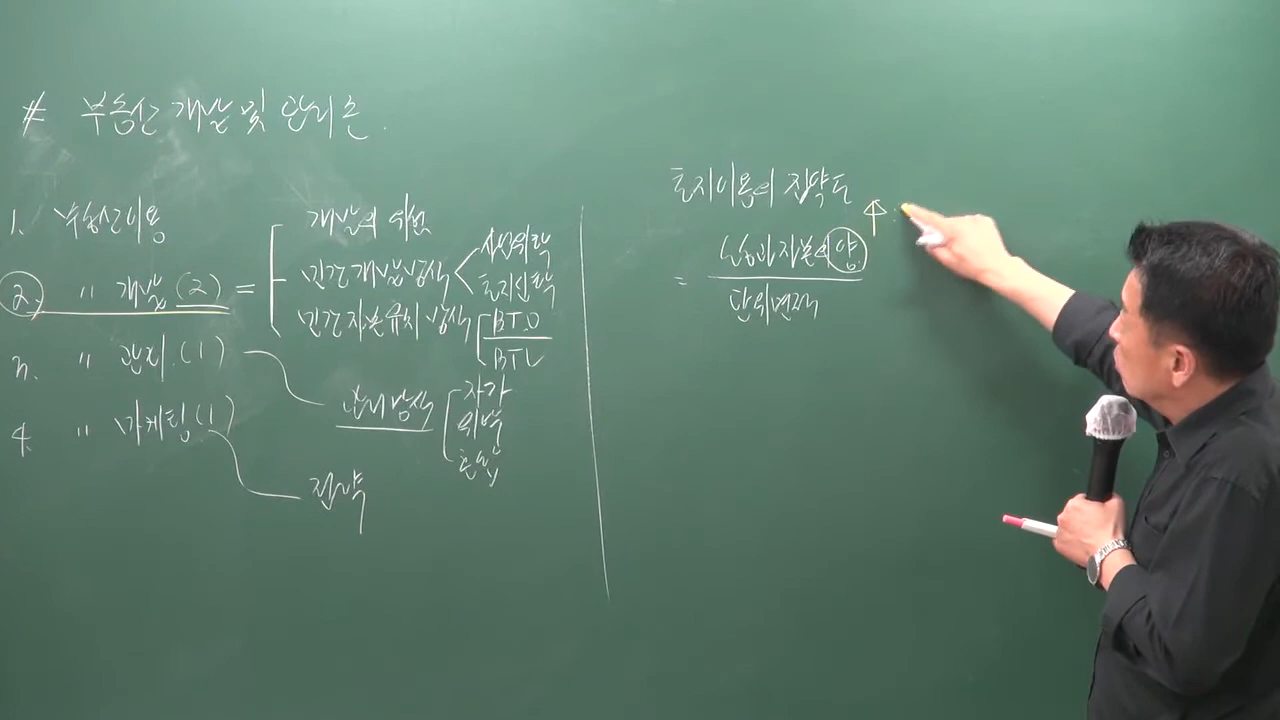 # 부동산 개발 및 관리론.
1. 부동산이용
2. 〃 개발 (2) =
개발의 위험
민간개발방식
사업위탁
토지신탁
민간자본유치방식
BTO
BTL
3. 〃 관리.(1)
관리방식
자가
위탁
혼합
4. 〃 마케팅(1)
전략
토지이용의 집약도 ↑
= 노동과 자본의 양
단위면적